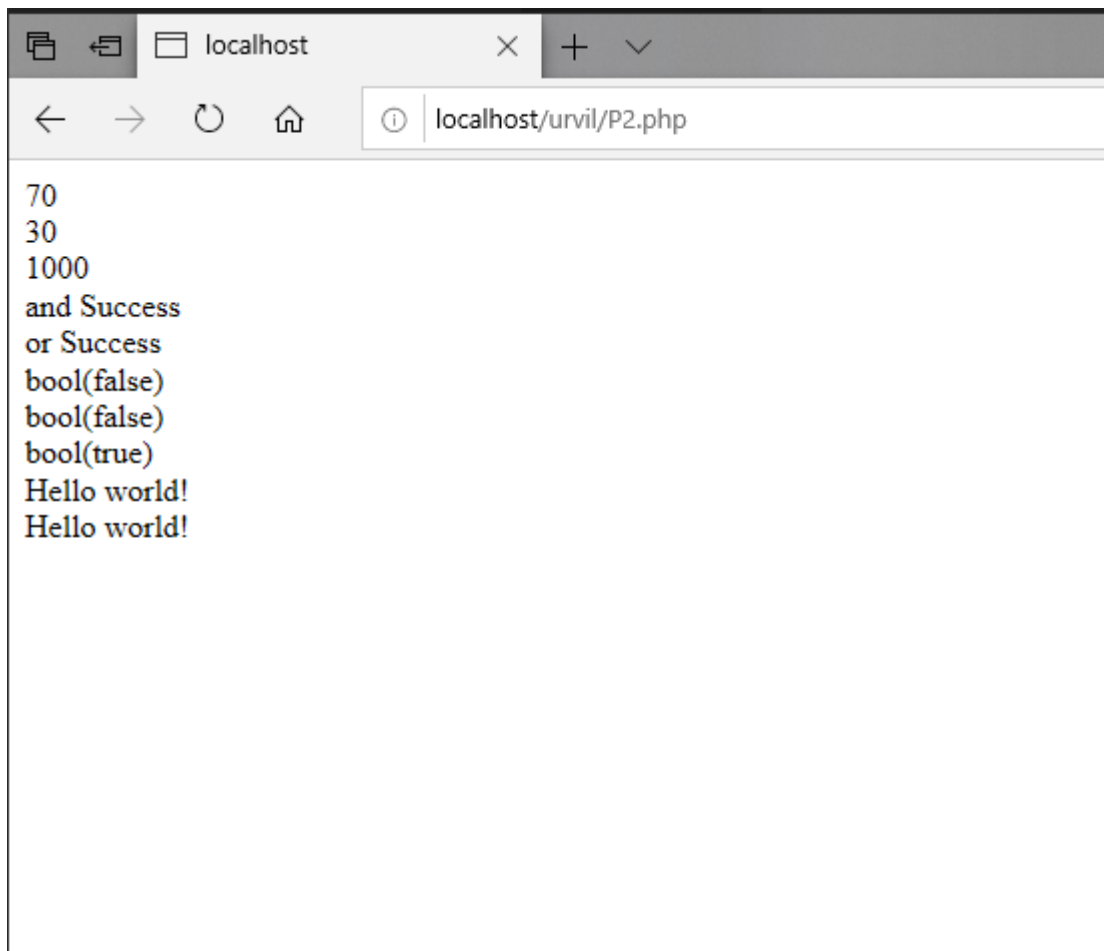 localhost
localhost/urvil/P2.php
70
30
1000
and Success
or Success
bool(false)
bool(false)
bool(true)
Hello world!
Hello world!